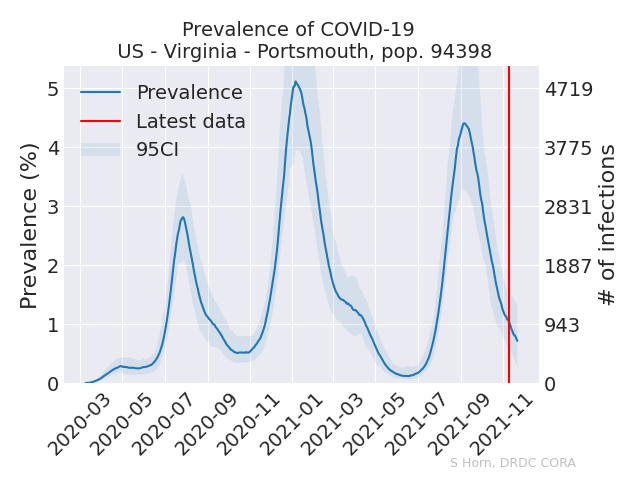 Prevalence of COVID-19
US - Virginia - Portsmouth, pop. 94398
Prevalence
Latest data
95CI
Prevalence (%)
5
4
3
2
1
0
4719
3775
2831
1887
943
0
# of infections
2020-03
2020-05
2020-07
2020-09
2020-11
2021-01
2021-03
2021-05
2021-07
2021-09
2021-11
S Horn, DRDC CORA